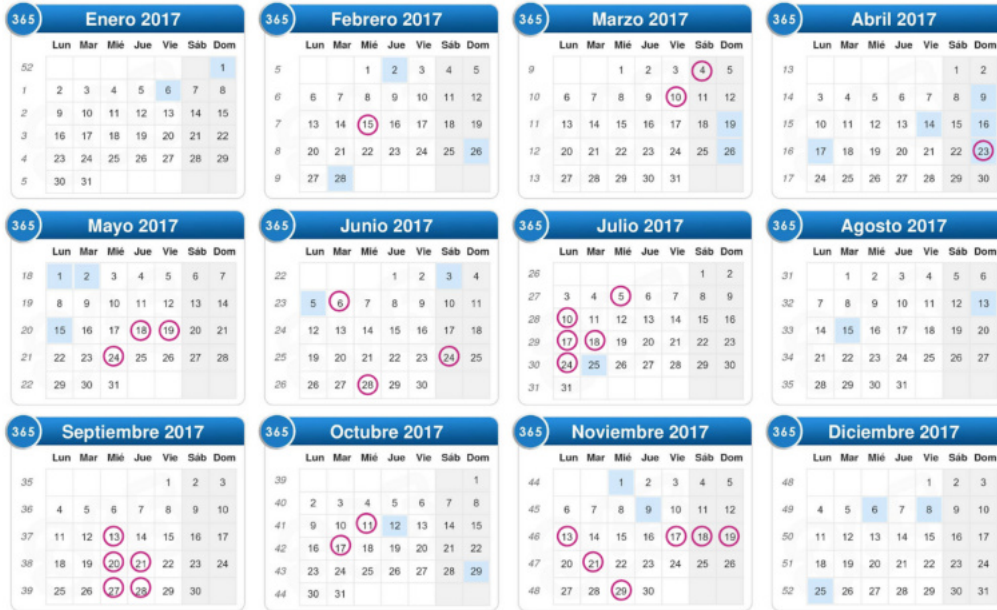 365 Enero 2017
Lun Mar Mié Jue Vie Sáb Dom
52 1
1 2 3 4 5 6 7 8
2 9 10 11 12 13 14 15
3 16 17 18 19 20 21 22
4 23 24 25 26 27 28 29
5 30 31
365 Febrero 2017
Lun Mar Mié Jue Vie Sáb Dom
5 1 2 3 4 5
6 6 7 8 9 10 11 12
7 13 14 15 16 17 18 19
8 20 21 22 23 24 25 26
9 27 28
365 Marzo 2017
Lun Mar Mié Jue Vie Sáb Dom
9 1 2 3 4 5
10 6 7 8 9 10 11 12
11 13 14 15 16 17 18 19
12 20 21 22 23 24 25 26
13 27 28 29 30 31
365 Abril 2017
Lun Mar Mié Jue Vie Sáb Dom
13 1 2
14 3 4 5 6 7 8 9
15 10 11 12 13 14 15 16
16 17 18 19 20 21 22 23
17 24 25 26 27 28 29 30
365 Mayo 2017
Lun Mar Mié Jue Vie Sáb Dom
18 1 2 3 4 5 6 7
19 8 9 10 11 12 13 14
20 15 16 17 18 19 20 21
21 22 23 24 25 26 27 28
22 29 30 31
365 Junio 2017
Lun Mar Mié Jue Vie Sáb Dom
22 1 2 3 4
23 5 6 7 8 9 10 11
24 12 13 14 15 16 17 18
25 19 20 21 22 23 24 25
26 26 27 28 29 30
365 Julio 2017
Lun Mar Mié Jue Vie Sáb Dom
26 1 2
27 3 4 5 6 7 8 9
28 10 11 12 13 14 15 16
29 17 18 19 20 21 22 23
30 24 25 26 27 28 29 30
31 31
365 Agosto 2017
Lun Mar Mié Jue Vie Sáb Dom
31 1 2 3 4 5 6
32 7 8 9 10 11 12 13
33 14 15 16 17 18 19 20
34 21 22 23 24 25 26 27
35 28 29 30 31
365 Septiembre 2017
Lun Mar Mié Jue Vie Sáb Dom
35 1 2 3
36 4 5 6 7 8 9 10
37 11 12 13 14 15 16 17
38 18 19 20 21 22 23 24
39 25 26 27 28 29 30
365 Octubre 2017
Lun Mar Mié Jue Vie Sáb Dom
39 1
40 2 3 4 5 6 7 8
41 9 10 11 12 13 14 15
42 16 17 18 19 20 21 22
43 23 24 25 26 27 28 29
44 30 31
365 Noviembre 2017
Lun Mar Mié Jue Vie Sáb Dom
44 1 2 3 4 5
45 6 7 8 9 10 11 12
46 13 14 15 16 17 18 19
47 20 21 22 23 24 25 26
48 27 28 29 30
365 Diciembre 2017
Lun Mar Mié Jue Vie Sáb Dom
48 1 2 3
49 4 5 6 7 8 9 10
50 11 12 13 14 15 16 17
51 18 19 20 21 22 23 24
52 25 26 27 28 29 30 31